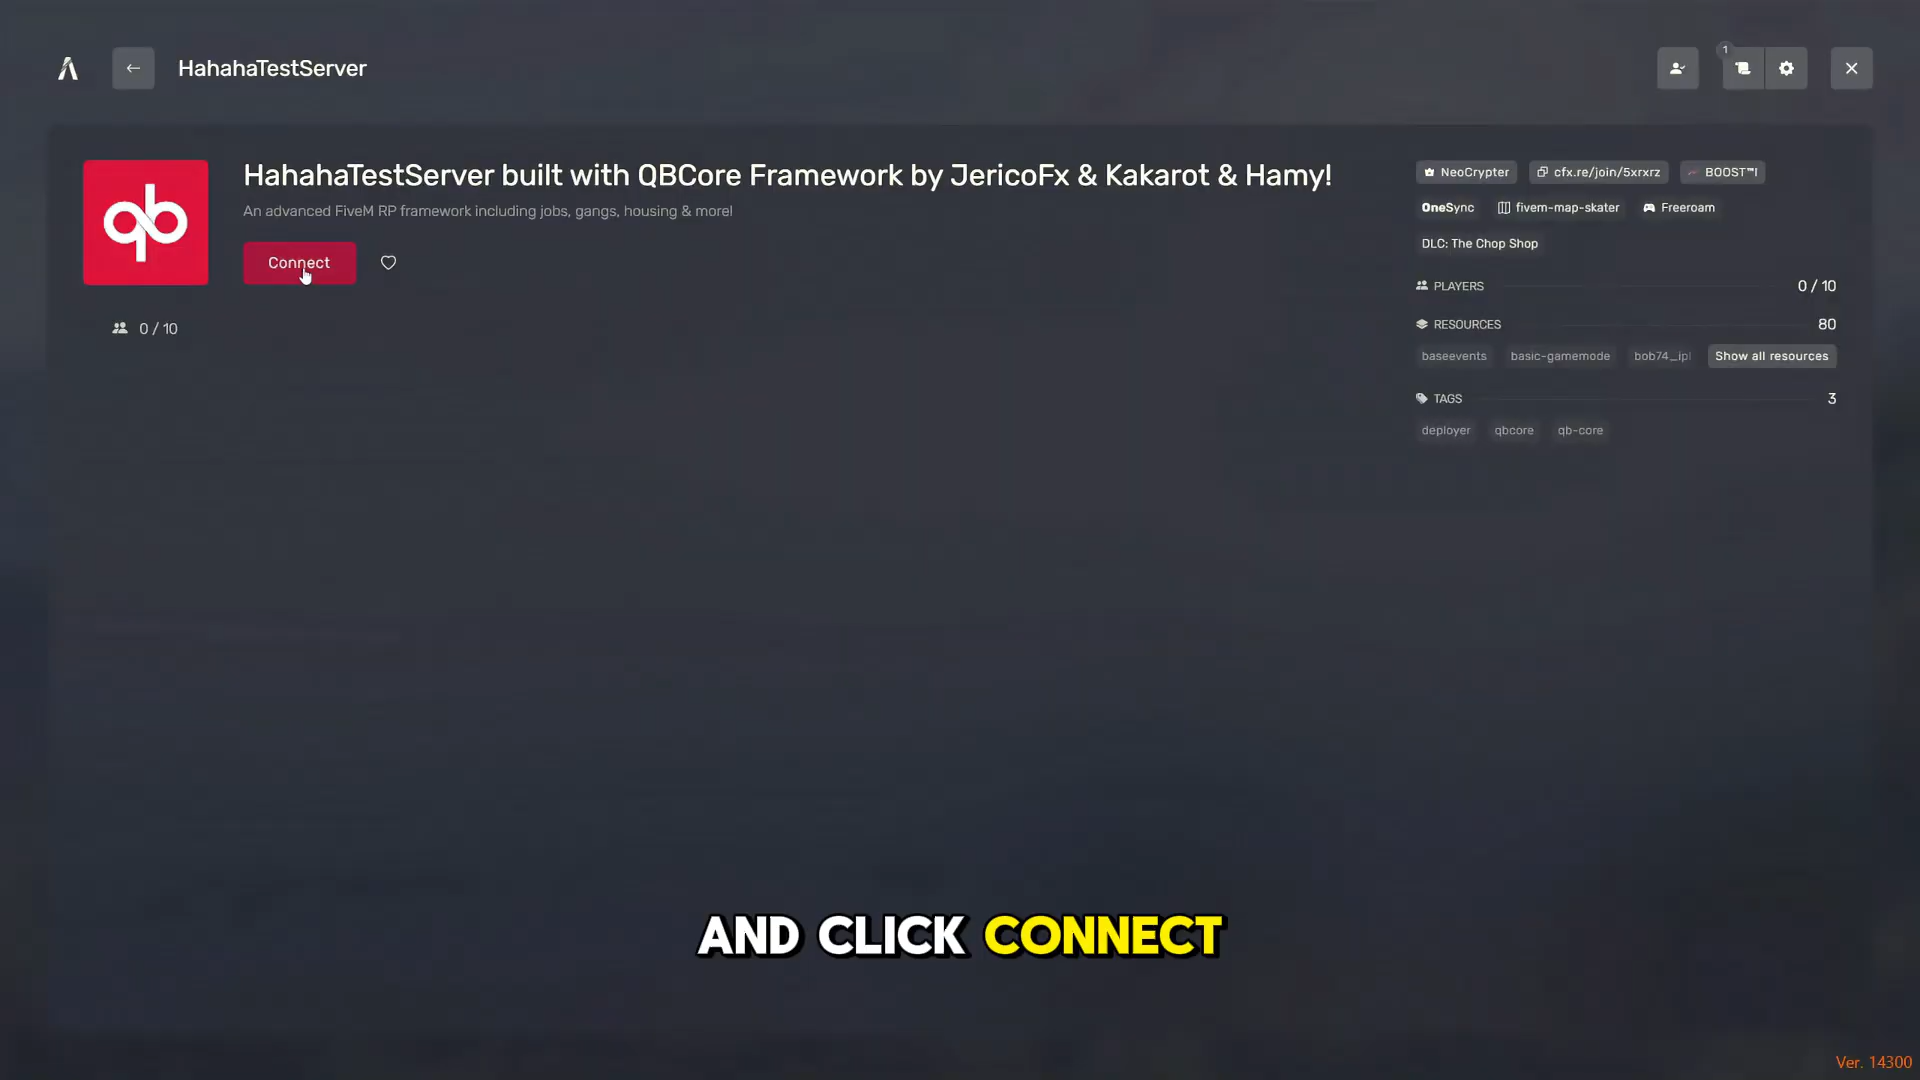 HahahaTestServer
1
qb
HahahaTestServer built with QBCore Framework by JericoFx & Kakarot & Hamy!
An advanced FiveM RP framework including jobs, gangs, housing & more!
Connect
0 / 10
NeoCrypter
cfx.re/join/5xrxrz
BOOST™!
OneSync
fivem-map-skater
Freeroam
DLC: The Chop Shop
PLAYERS 0 / 10
RESOURCES 80
baseevents basic-gamemode bob74_ipl Show all resources
TAGS 3
deployer qbcore qb-core
AND CLICK CONNECT
Ver. 14300